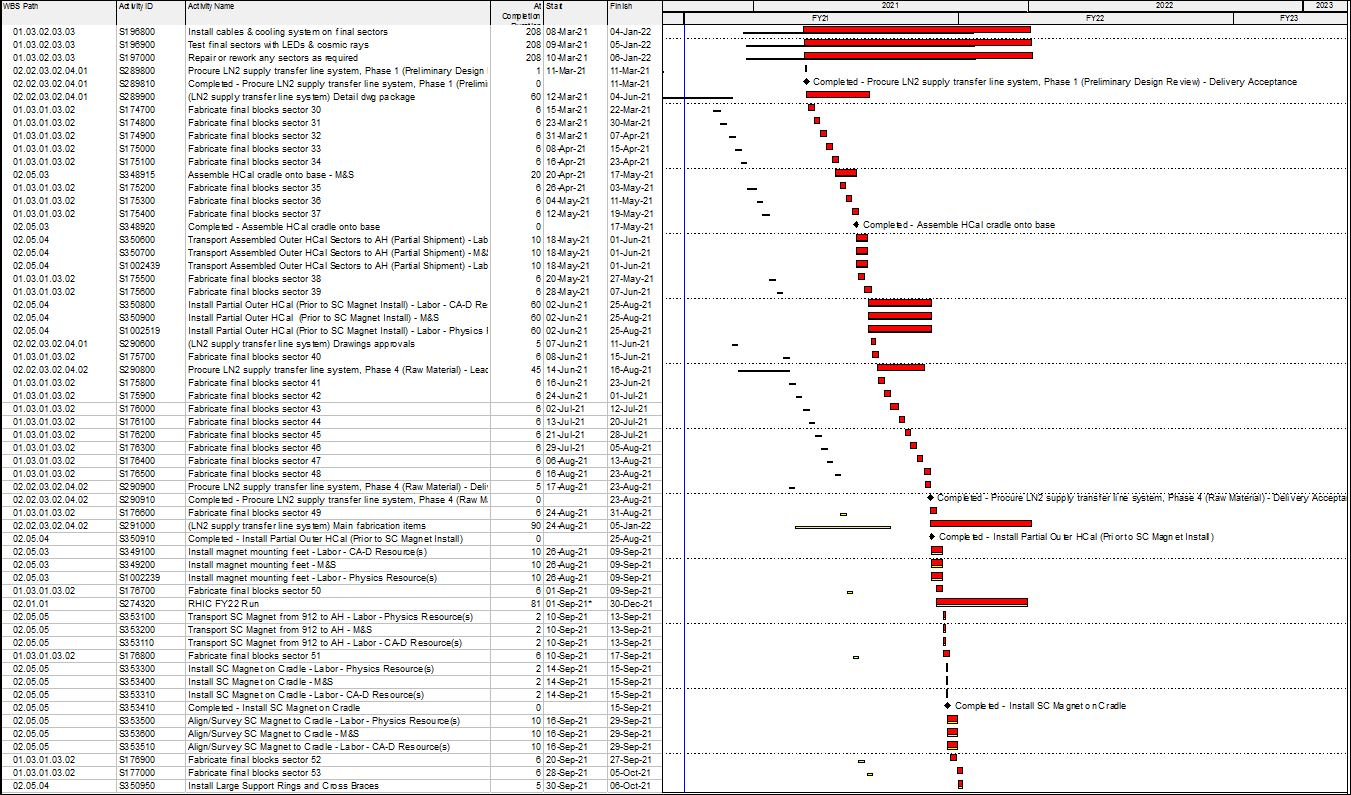 WBS Path Activity ID Activity Name At Completion Start Finish 2021 2022 2023
FY21 FY22 FY23
01.03.02.03.03 S196800 Install cables & cooling system on final sectors 208 08-Mar-21 04-Jan-22
01.03.02.03.03 S196900 Test final sectors with LEDs & cosmic rays 208 09-Mar-21 05-Jan-22
01.03.02.03.03 S197000 Repair or rework any sectors as required 208 10-Mar-21 06-Jan-22
02.02.03.02.04.01 S289800 Procure LN2 supply transfer line system, Phase 1 (Preliminary Design 1 11-Mar-21 11-Mar-21
02.02.03.02.04.01 S289810 Completed - Procure LN2 supply transfer line system, Phase 1 (Prelimi 0 11-Mar-21 Completed - Procure LN2 supply transfer line system, Phase 1 (Preliminary Design Review) - Delivery Acceptance
02.02.03.02.04.01 S289900 (LN2 supply transfer line system) Detail dwg package 60 12-Mar-21 04-Jun-21
01.03.01.03.02 S174700 Fabricate final blocks sector 30 6 15-Mar-21 22-Mar-21
01.03.01.03.02 S174800 Fabricate final blocks sector 31 6 23-Mar-21 30-Mar-21
01.03.01.03.02 S174900 Fabricate final blocks sector 32 6 31-Mar-21 07-Apr-21
01.03.01.03.02 S175000 Fabricate final blocks sector 33 6 08-Apr-21 15-Apr-21
01.03.01.03.02 S175100 Fabricate final blocks sector 34 6 16-Apr-21 23-Apr-21
02.05.03 S348915 Assemble HCal cradle onto base - M&S 20 20-Apr-21 17-May-21
01.03.01.03.02 S175200 Fabricate final blocks sector 35 6 26-Apr-21 03-May-21
01.03.01.03.02 S175300 Fabricate final blocks sector 36 6 04-May-21 11-May-21
01.03.01.03.02 S175400 Fabricate final blocks sector 37 6 12-May-21 19-May-21
02.05.03 S348920 Completed - Assemble HCal cradle onto base 0 17-May-21 Completed - Assemble HCal cradle onto base
02.05.04 S350600 Transport Assembled Outer HCal Sectors to AH (Partial Shipment) - Lab 10 18-May-21 01-Jun-21
02.05.04 S350700 Transport Assembled Outer HCal Sectors to AH (Partial Shipment) - M&S 10 18-May-21 01-Jun-21
02.05.04 S1002439 Transport Assembled Outer HCal Sectors to AH (Partial Shipment) - Lab 10 18-May-21 01-Jun-21
01.03.01.03.02 S175500 Fabricate final blocks sector 38 6 20-May-21 27-May-21
01.03.01.03.02 S175600 Fabricate final blocks sector 39 6 28-May-21 07-Jun-21
02.05.04 S350800 Install Partial Outer HCal (Prior to SC Magnet Install) - Labor - CA-D Re 60 02-Jun-21 25-Aug-21
02.05.04 S350900 Install Partial Outer HCal (Prior to SC Magnet Install) - M&S 60 02-Jun-21 25-Aug-21
02.05.04 S1002519 Install Partial Outer HCal (Prior to SC Magnet Install) - Labor - Physics 60 02-Jun-21 25-Aug-21
02.02.03.02.04.01 S290600 (LN2 supply transfer line system) Drawings approvals 5 07-Jun-21 11-Jun-21
01.03.01.03.02 S175700 Fabricate final blocks sector 40 6 08-Jun-21 15-Jun-21
02.02.03.02.04.02 S290800 Procure LN2 supply transfer line system, Phase 4 (Raw Material) - Lead 45 14-Jun-21 16-Aug-21
01.03.01.03.02 S175800 Fabricate final blocks sector 41 6 16-Jun-21 23-Jun-21
01.03.01.03.02 S175900 Fabricate final blocks sector 42 6 24-Jun-21 01-Jul-21
01.03.01.03.02 S176000 Fabricate final blocks sector 43 6 02-Jul-21 12-Jul-21
01.03.01.03.02 S176100 Fabricate final blocks sector 44 6 13-Jul-21 20-Jul-21
01.03.01.03.02 S176200 Fabricate final blocks sector 45 6 21-Jul-21 28-Jul-21
01.03.01.03.02 S176300 Fabricate final blocks sector 46 6 29-Jul-21 05-Aug-21
01.03.01.03.02 S176400 Fabricate final blocks sector 47 6 06-Aug-21 13-Aug-21
01.03.01.03.02 S176500 Fabricate final blocks sector 48 6 16-Aug-21 23-Aug-21
02.02.03.02.04.02 S290900 Procure LN2 supply transfer line system, Phase 4 (Raw Material) - Deliv 5 17-Aug-21 23-Aug-21
02.02.03.02.04.02 S290910 Completed - Procure LN2 supply transfer line system, Phase 4 (Raw Ma 0 23-Aug-21 Completed - Procure LN2 supply transfer line system, Phase 4 (Raw Material) - Delivery Accepta
01.03.01.03.02 S176600 Fabricate final blocks sector 49 6 24-Aug-21 31-Aug-21
02.02.03.02.04.02 S291000 (LN2 supply transfer line system) Main fabrication items 90 24-Aug-21 05-Jan-22
02.05.04 S350910 Completed - Install Partial Outer HCal (Prior to SC Magnet Install) 0 25-Aug-21 Completed - Install Partial Outer HCal (Prior to SC Magnet Install)
02.05.03 S349100 Install magnet mounting feet - Labor - CA-D Resource(s) 10 26-Aug-21 09-Sep-21
02.05.03 S349200 Install magnet mounting feet - M&S 10 26-Aug-21 09-Sep-21
02.05.03 S1002239 Install magnet mounting feet - Labor - Physics Resource(s) 10 26-Aug-21 09-Sep-21
01.03.01.03.02 S176700 Fabricate final blocks sector 50 6 01-Sep-21 09-Sep-21
02.01.01 S274320 RHIC FY22 Run 81 01-Sep-21* 30-Dec-21
02.05.05 S353100 Transport SC Magnet from 912 to AH - Labor - Physics Resource(s) 2 10-Sep-21 13-Sep-21
02.05.05 S353200 Transport SC Magnet from 912 to AH - M&S 2 10-Sep-21 13-Sep-21
02.05.05 S353110 Transport SC Magnet from 912 to AH - Labor - CA-D Resource(s) 2 10-Sep-21 13-Sep-21
01.03.01.03.02 S176800 Fabricate final blocks sector 51 6 10-Sep-21 17-Sep-21
02.05.05 S353300 Install SC Magnet on Cradle - Labor - Physics Resource(s) 2 14-Sep-21 15-Sep-21
02.05.05 S353400 Install SC Magnet on Cradle - M&S 2 14-Sep-21 15-Sep-21
02.05.05 S353310 Install SC Magnet on Cradle - Labor - CA-D Resource(s) 2 14-Sep-21 15-Sep-21
02.05.05 S353410 Completed - Install SC Magnet on Cradle 0 15-Sep-21 Completed - Install SC Magnet on Cradle
02.05.05 S353500 Align/Survey SC Magnet to Cradle - Labor - Physics Resource(s) 10 16-Sep-21 29-Sep-21
02.05.05 S353600 Align/Survey SC Magnet to Cradle - M&S 10 16-Sep-21 29-Sep-21
02.05.05 S353510 Align/Survey SC Magnet to Cradle - Labor - CA-D Resource(s) 10 16-Sep-21 29-Sep-21
01.03.01.03.02 S176900 Fabricate final blocks sector 52 6 20-Sep-21 27-Sep-21
01.03.01.03.02 S177000 Fabricate final blocks sector 53 6 28-Sep-21 05-Oct-21
02.05.04 S350950 Install Large Support Rings and Cross Braces 5 30-Sep-21 06-Oct-21